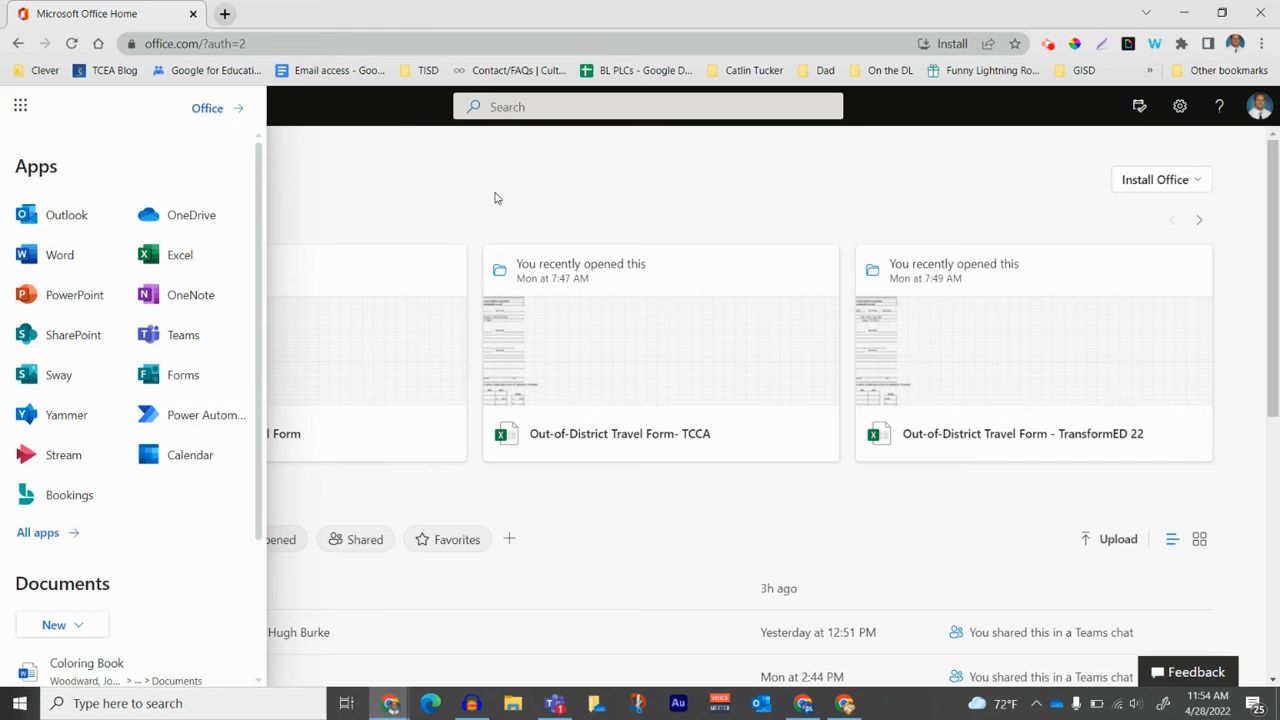 Microsoft Office Home
office.com/?auth=2
Install
Clever
TCEA Blog
Google for Educati...
Email access - Goo...
TISD
Contact/FAQs | Cult...
BL PLCs - Google D...
Catlin Tucker
Dad
On the DL
Funny Lightning Ro...
GISD
»
Other bookmarks
Office →
Search
Apps
Outlook
OneDrive
Word
Excel
PowerPoint
OneNote
SharePoint
Teams
Sway
Forms
Yammer
Power Autom...
Stream
Calendar
Bookings
All apps →
Documents
New
Coloring Book
Woodward, Jo... > ... > Documents
Install Office
You recently opened this
Mon at 7:47 AM
You recently opened this
Mon at 7:49 AM
l Form
Out-of-District Travel Form- TCCA
Out-of-District Travel Form - TransformED 22
pened
Shared
Favorites
Upload
3h ago
Hugh Burke
Yesterday at 12:51 PM
You shared this in a Teams chat
Mon at 2:44 PM
You shared this in a Teams
Feedback
Type here to search
Au
VOICE
MEETER
72°F
11:54 AM
4/28/2022
25